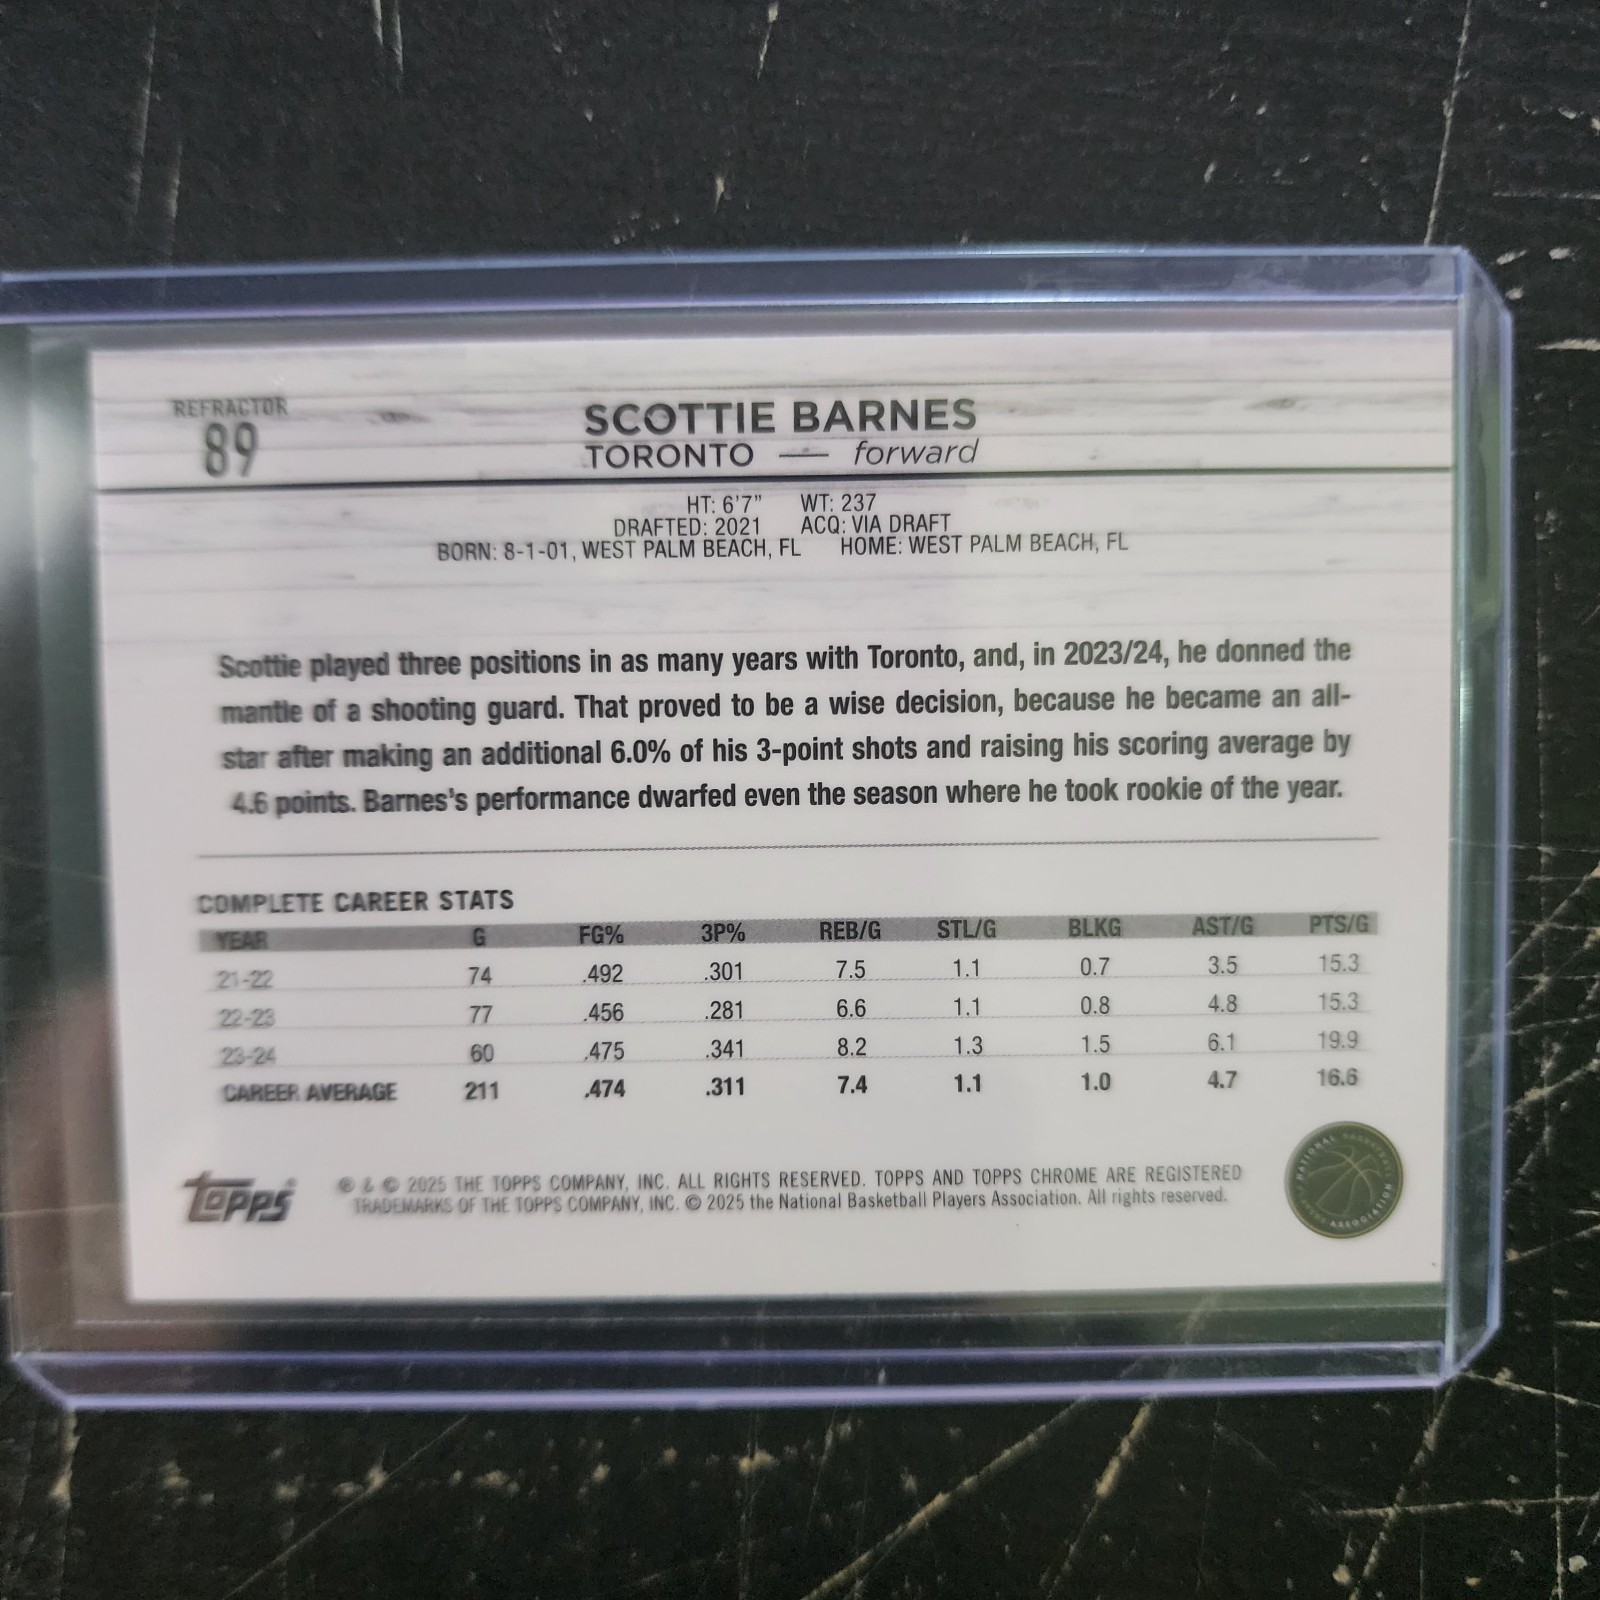 REFRACTOR
89
SCOTTIE BARNES
TORONTO — forward
HT: 6'7" WT: 237
DRAFTED: 2021 ACQ: VIA DRAFT
BORN: 8-1-01, WEST PALM BEACH, FL HOME: WEST PALM BEACH, FL
Scottie played three positions in as many years with Toronto, and, in 2023/24, he donned the
mantle of a shooting guard. That proved to be a wise decision, because he became an all-
star after making an additional 6.0% of his 3-point shots and raising his scoring average by
4.6 points. Barnes's performance dwarfed even the season where he took rookie of the year.
COMPLETE CAREER STATS
YEAR G FG% 3P% REB/G STL/G BLKG AST/G PTS/G
21-22 74 .492 .301 7.5 1.1 0.7 3.5 15.3
22-23 77 .456 .281 6.6 1.1 0.8 4.8 15.3
23-24 60 .475 .341 8.2 1.3 1.5 6.1 19.9
CAREER AVERAGE 211 .474 .311 7.4 1.1 1.0 4.7 16.6
topps
® & © 2025 THE TOPPS COMPANY, INC. ALL RIGHTS RESERVED. TOPPS AND TOPPS CHROME ARE REGISTERED
TRADEMARKS OF THE TOPPS COMPANY, INC. © 2025 the National Basketball Players Association. All rights reserved.
NATIONAL BASKETBALL PLAYERS ASSOCIATION